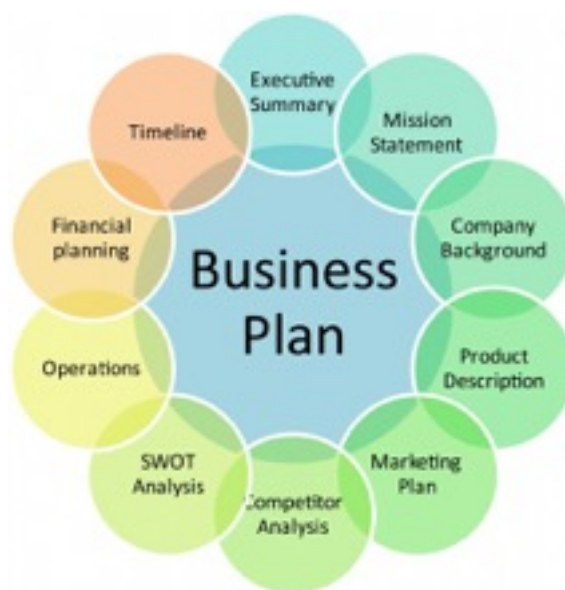 Executive
Summary
Mission
Statement
Company
Background
Product
Description
Marketing
Plan
Competitor
Analysis
SWOT
Analysis
Operations
Financial
planning
Timeline
Business
Plan